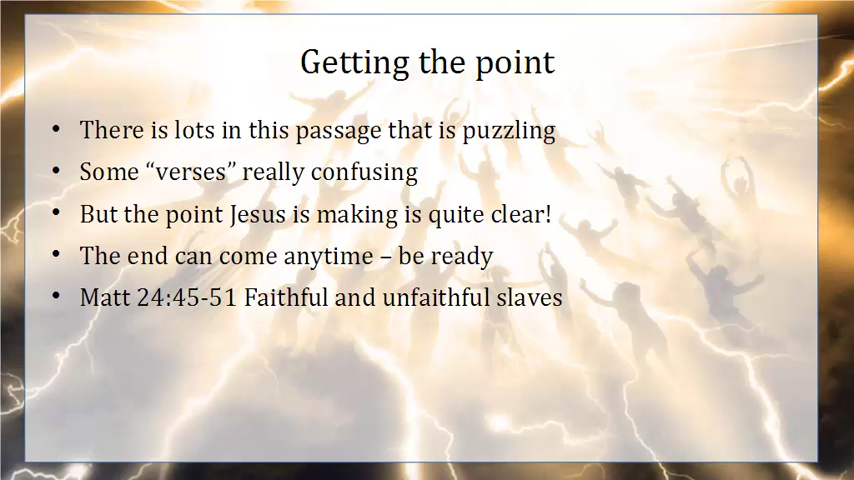 Getting the point
• There is lots in this passage that is puzzling
• Some “verses” really confusing
• But the point Jesus is making is quite clear!
• The end can come anytime – be ready
• Matt 24:45-51 Faithful and unfaithful slaves